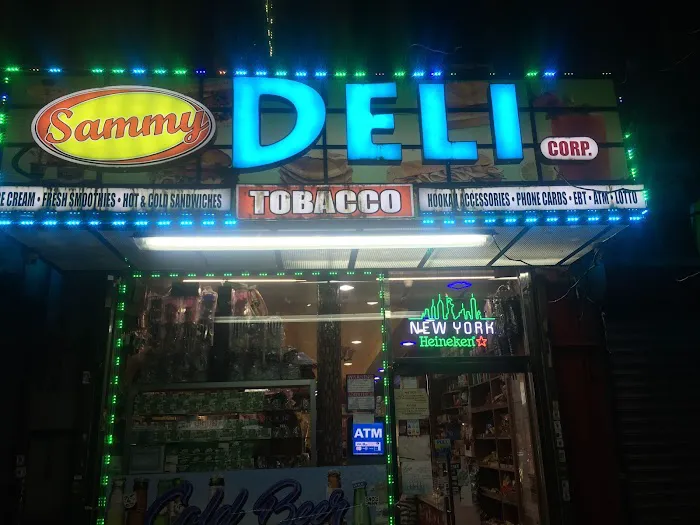 Sammy DELI CORP.
CREAM • FRESH SMOOTHIES • HOT & COLD SANDWICHES
TOBACCO
HOOKAH ACCESSORIES • PHONE CARDS • EBT • ATM • LOTTO
NEW YORK
Heineken
ATM
Cold Beer